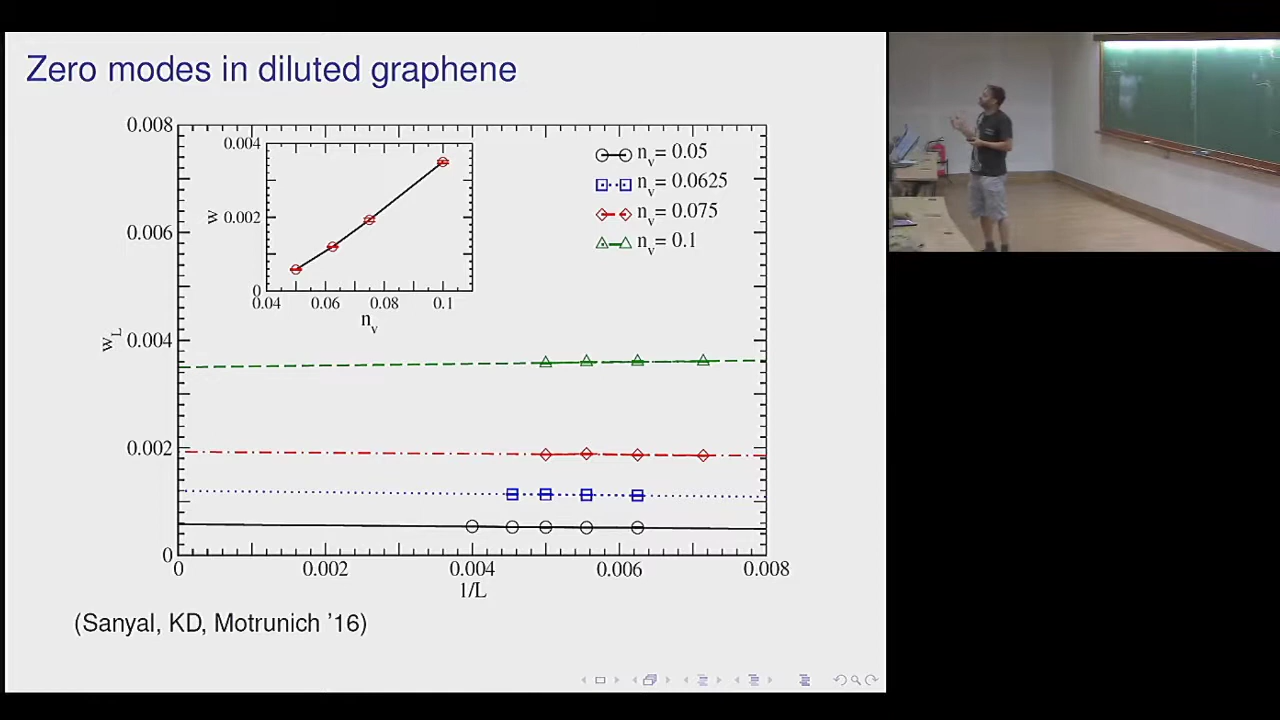 Zero modes in diluted graphene
0.008
0.006
0.004
0.002
0
w_L
0.004
0.002
0
w
0.04 0.06 0.08 0.1
n_v
n_v= 0.05
n_v= 0.0625
n_v= 0.075
n_v= 0.1
0 0.002 0.004 0.006 0.008
1/L
(Sanyal, KD, Motrunich '16)